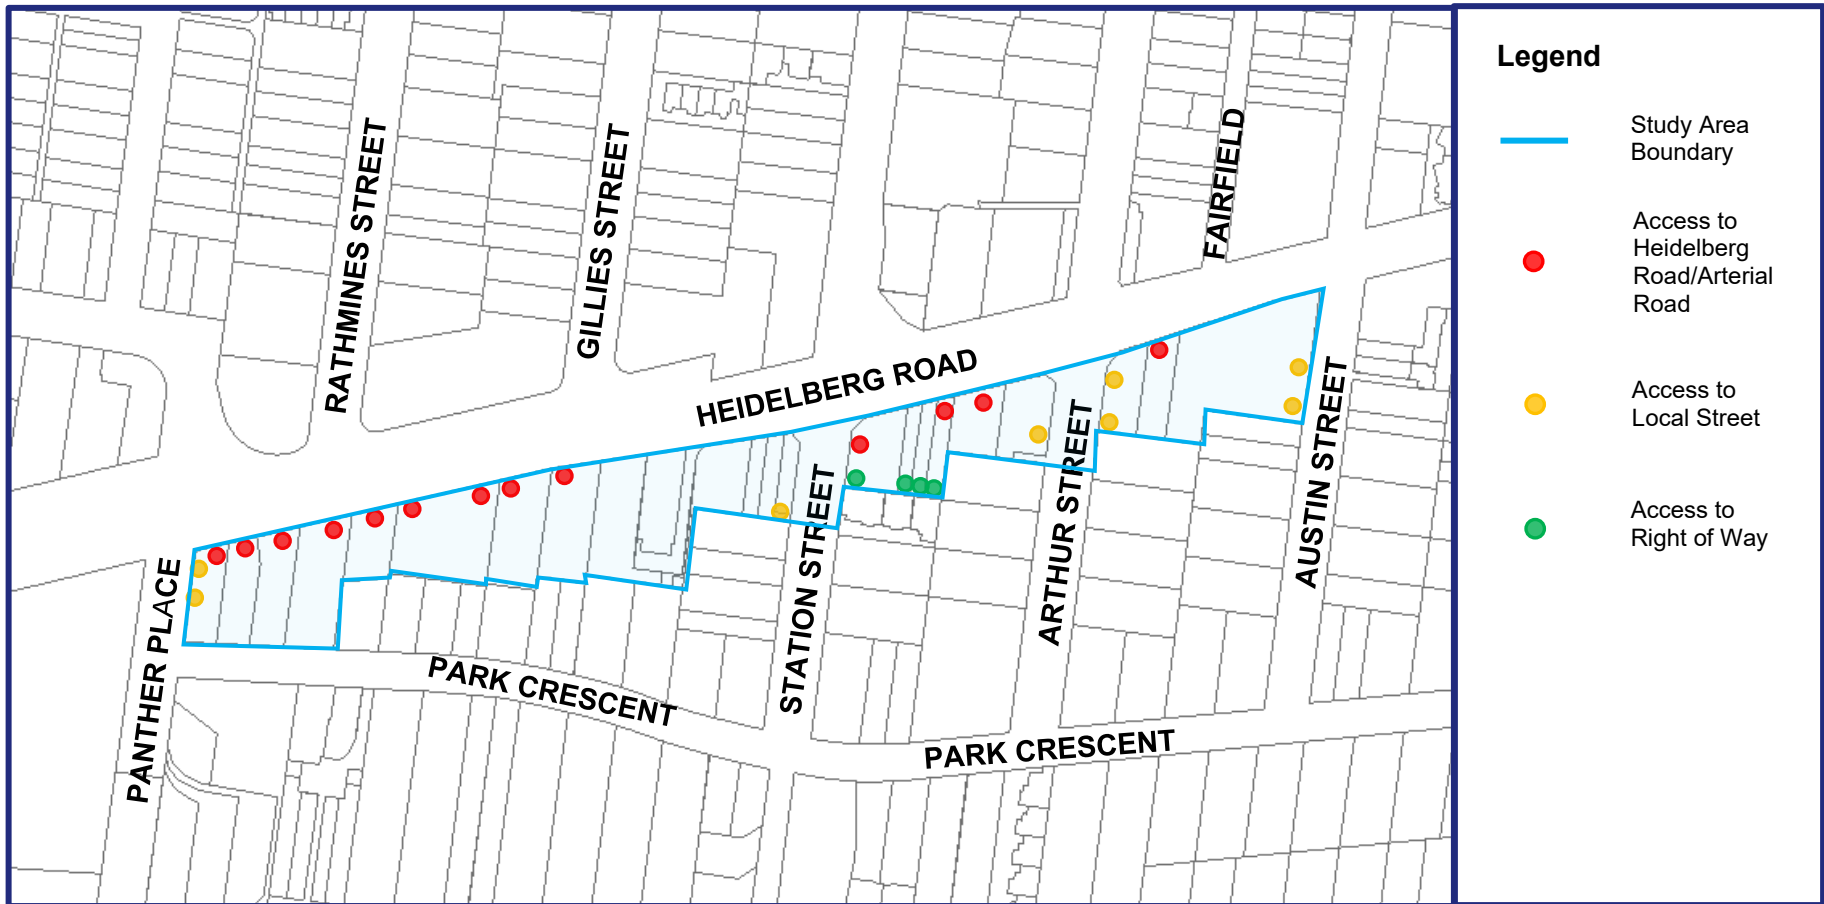 RATHMINES STREET
GILLIES STREET
FAIRFIELD
HEIDELBERG ROAD
PANTHER PLACE
STATION STREET
ARTHUR STREET
AUSTIN STREET
PARK CRESCENT
PARK CRESCENT
Legend
Study Area
Boundary
Access to
Heidelberg
Road/Arterial
Road
Access to
Local Street
Access to
Right of Way